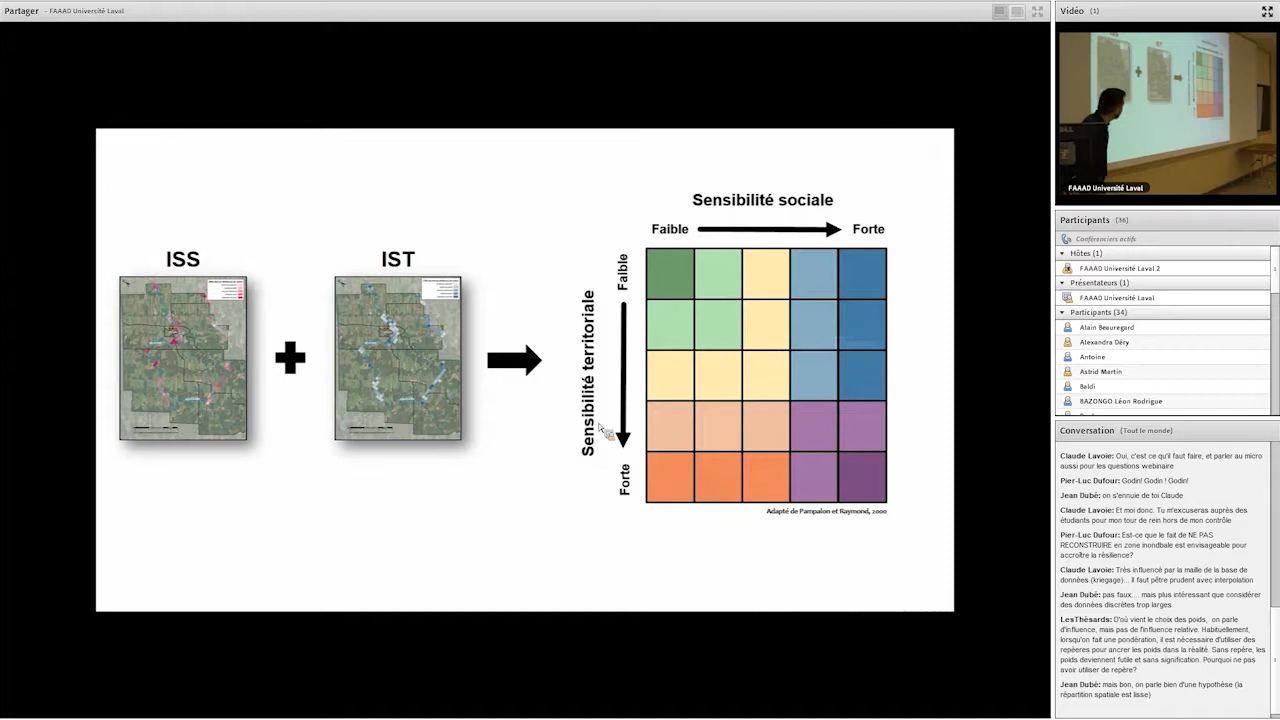 Partager - FAAAD Université Laval
Sensibilité sociale
Faible
Forte
ISS
IST
Sensibilité territoriale
Faible
Forte
Adapté de Pampalon et Raymond, 2000
Vidéo (1)
FAAAD Université Laval
Participants (36)
Conférenciers actifs
Hôtes (1)
FAAAD Université Laval 2
Présentateurs (1)
FAAAD Université Laval
Participants (34)
Alain Beauregard
Alexandra Déry
Antoine
Astrid Martin
Baldi
BAZONGO Léon Rodrigue
Conversation (Tout le monde)
Claude Lavoie: Oui, c'est ce qu'il faut faire, et parler au micro
aussi pour les questions webinaire
Pier-Luc Dufour: Godin! Godin ! Godin!
Jean Dubé: on s'ennuie de toi Claude
Claude Lavoie: Et moi donc. Tu m'excuseras auprès des
étudiants pour mon tour de rein hors de mon contrôle
Pier-Luc Dufour: Est-ce que le fait de NE PAS
RECONSTRUIRE en zone inondbale est envisageable pour
accroître la résilience?
Claude Lavoie: Très influencé par la maille de la base de
données (kriegage)... Il faut pêtre prudent avec interpolation
Jean Dubé: pas faux.... mais plus intéressant que considérer
des données discrètes trop larges
LesThésards: D'où vient le choix des poids, on parle
d'influence, mais pas de l'influence relative. Habituellement,
lorsqu'on fait une pondération, il est nécessaire d'utiliser des
repèeres pour ancrer les poids dans la réalité. Sans repère, les
poids deviennent futile et sans signification. Pourquoi ne pas
avoir utiliser de repère?
Jean Dubé: mais bon, on parle bien d'une hypothèse (la
répartition spatiale est lisse)